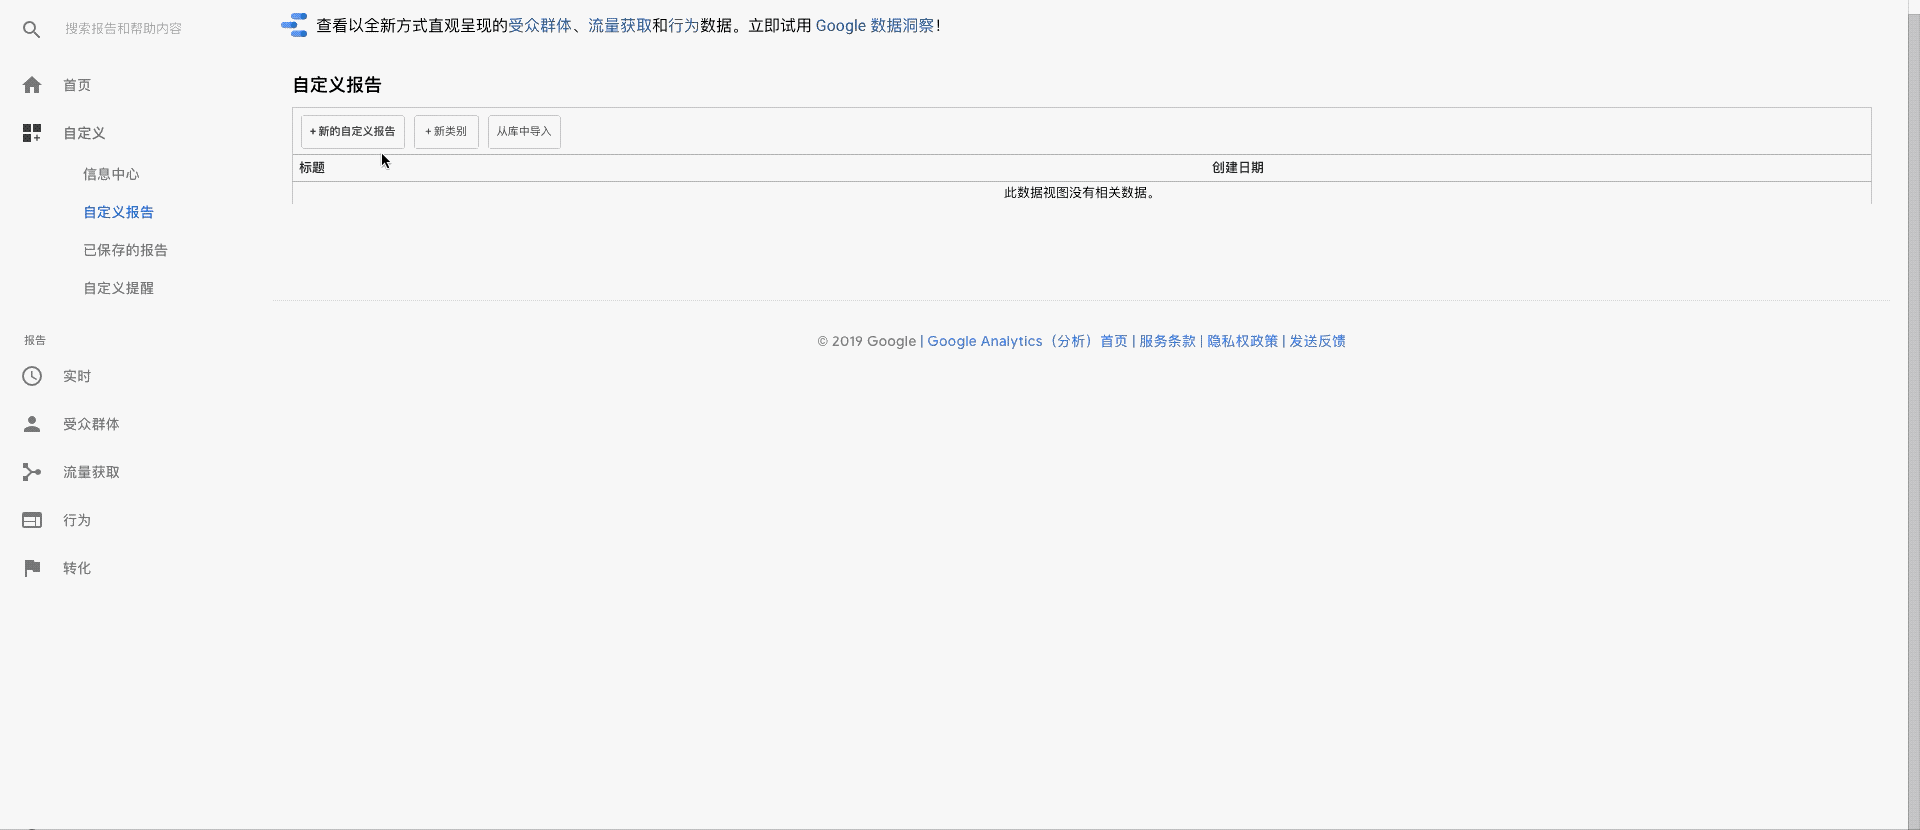 搜索报告和帮助内容
首页
自定义
信息中心
自定义报告
已保存的报告
自定义提醒
报告
实时
受众群体
流量获取
行为
转化
查看以全新方式直观呈现的受众群体、流量获取和行为数据。立即试用 Google 数据洞察！
自定义报告
+ 新的自定义报告 + 新类别 从库中导入
标题 创建日期
此数据视图没有相关数据。
© 2019 Google | Google Analytics（分析）首页 | 服务条款 | 隐私权政策 | 发送反馈